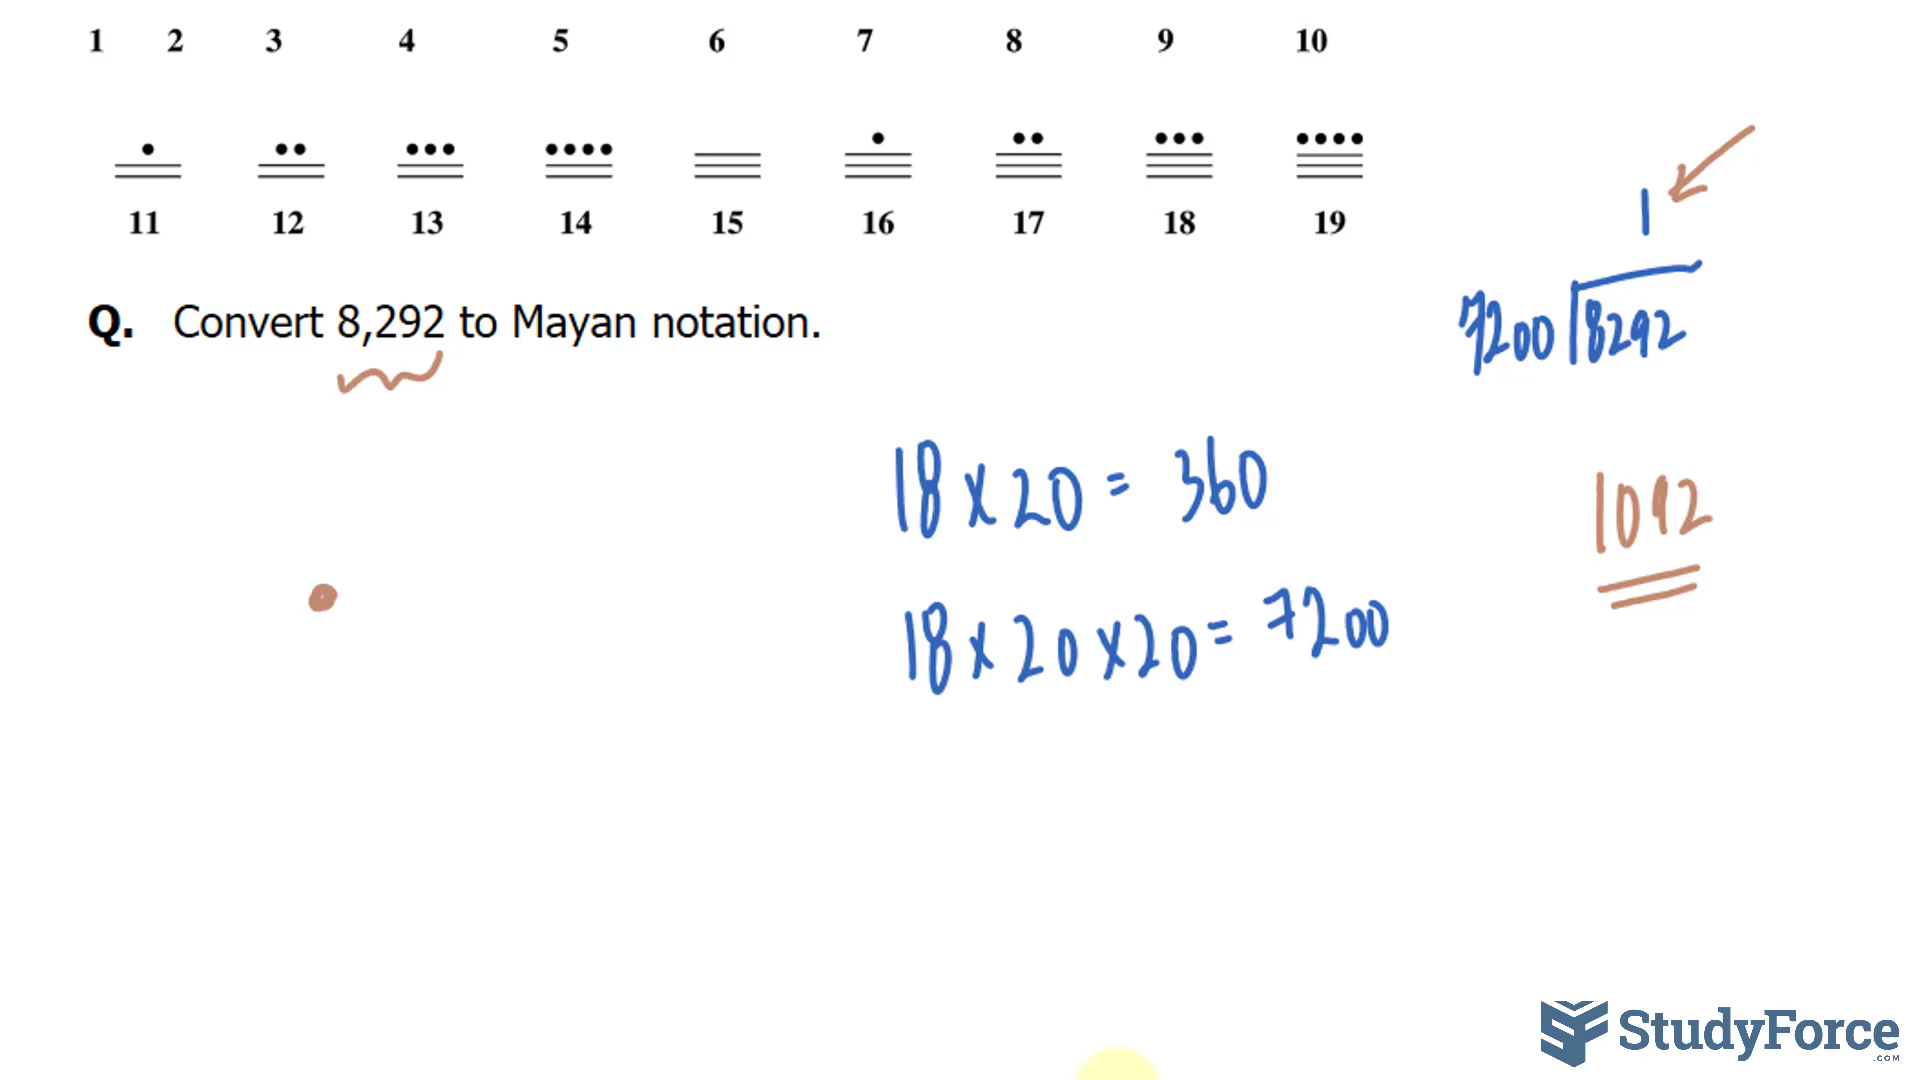 1 2 3 4 5 6 7 8 9 10
11 12 13 14 15 16 17 18 19
1
7200 8292
Q. Convert 8,292 to Mayan notation.
18 x 20 = 360
1092
18 x 20 x 20 = 7200
StudyForce
.COM